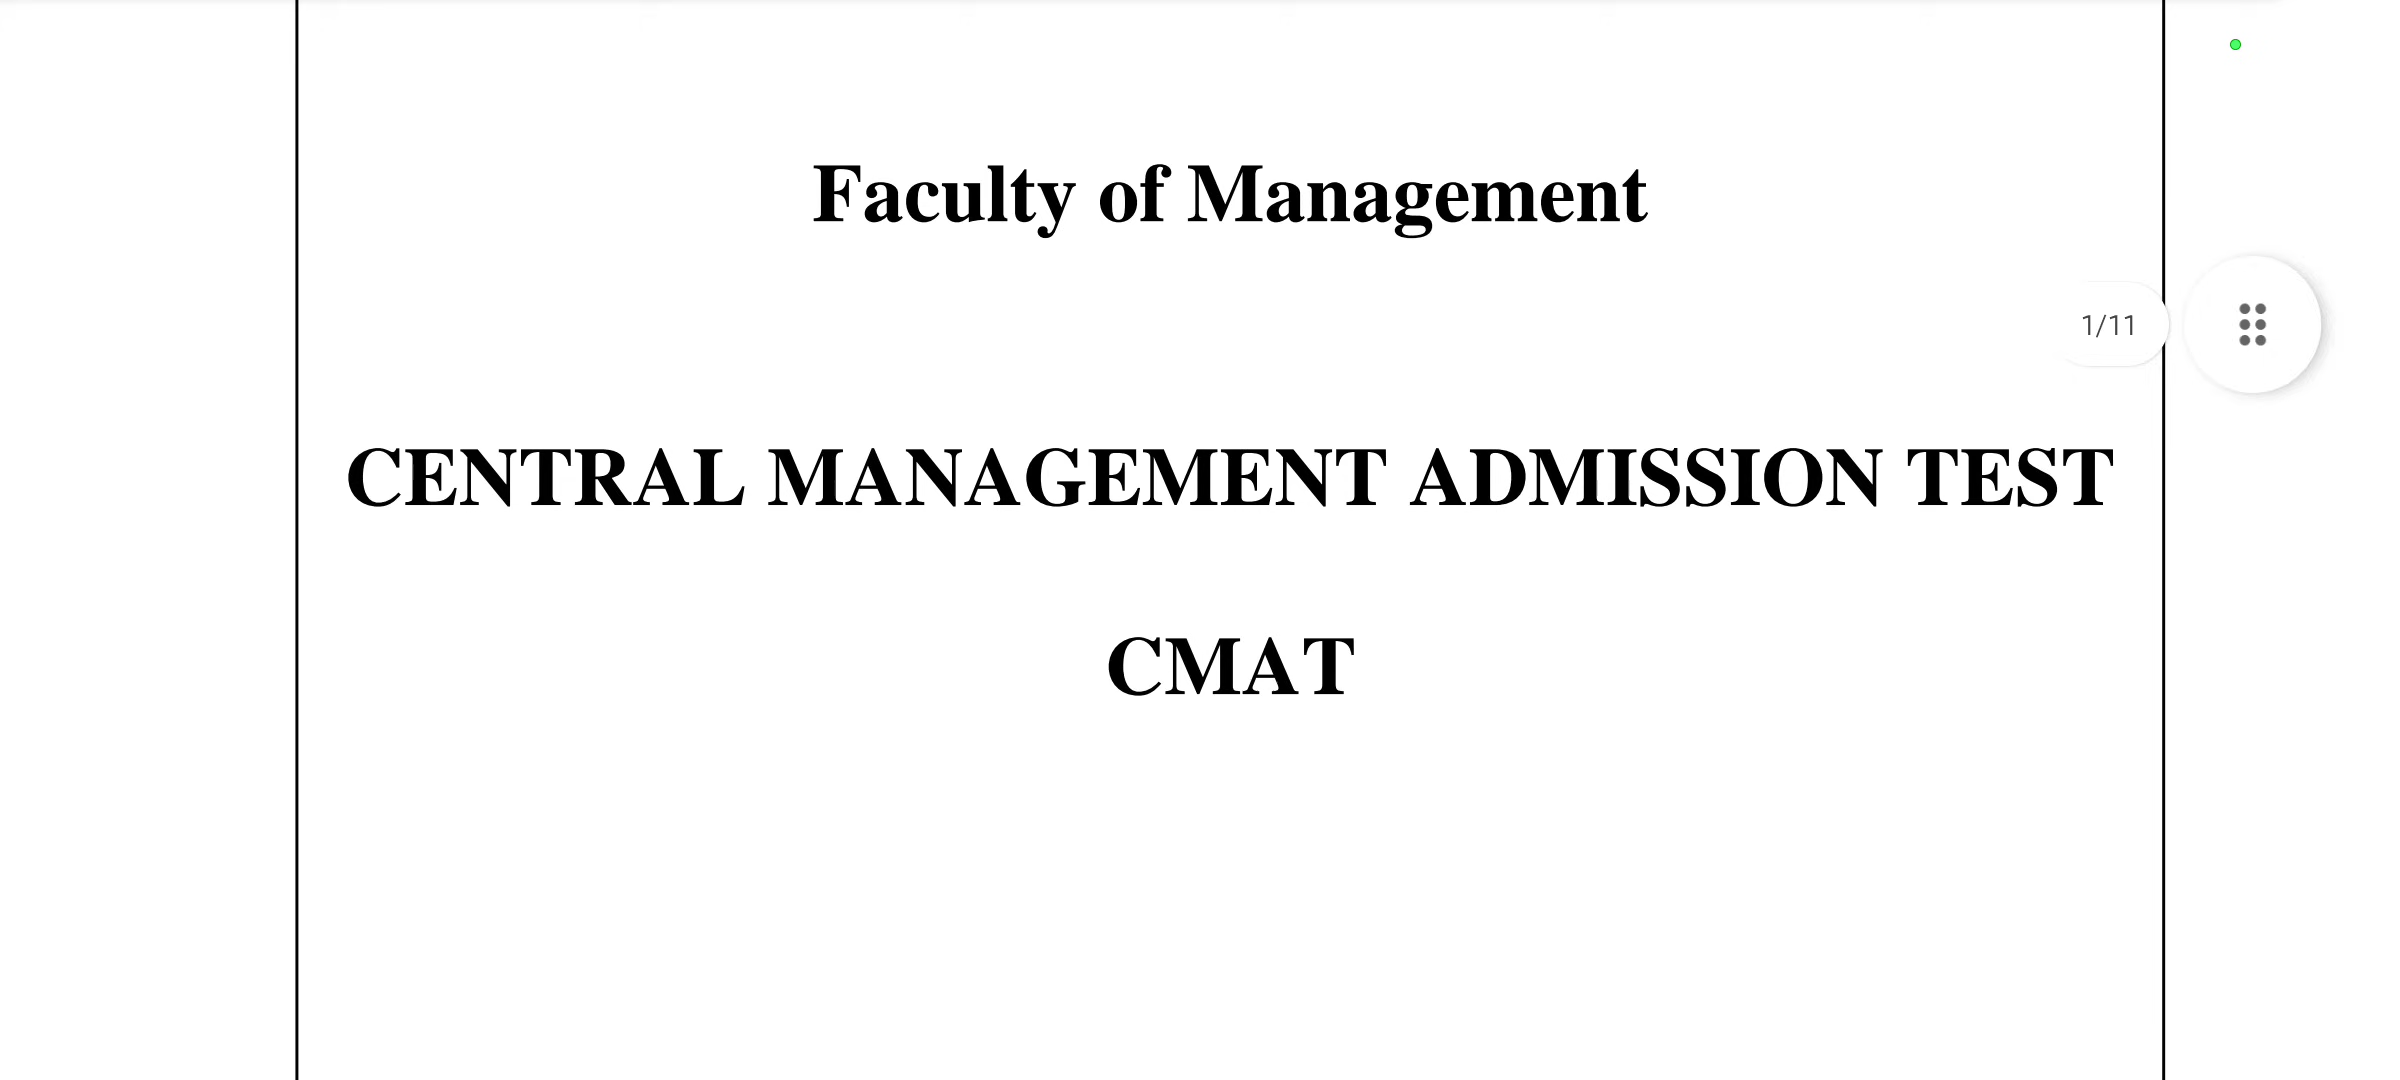 Faculty of Management
1/11
CENTRAL MANAGEMENT ADMISSION TEST
CMAT